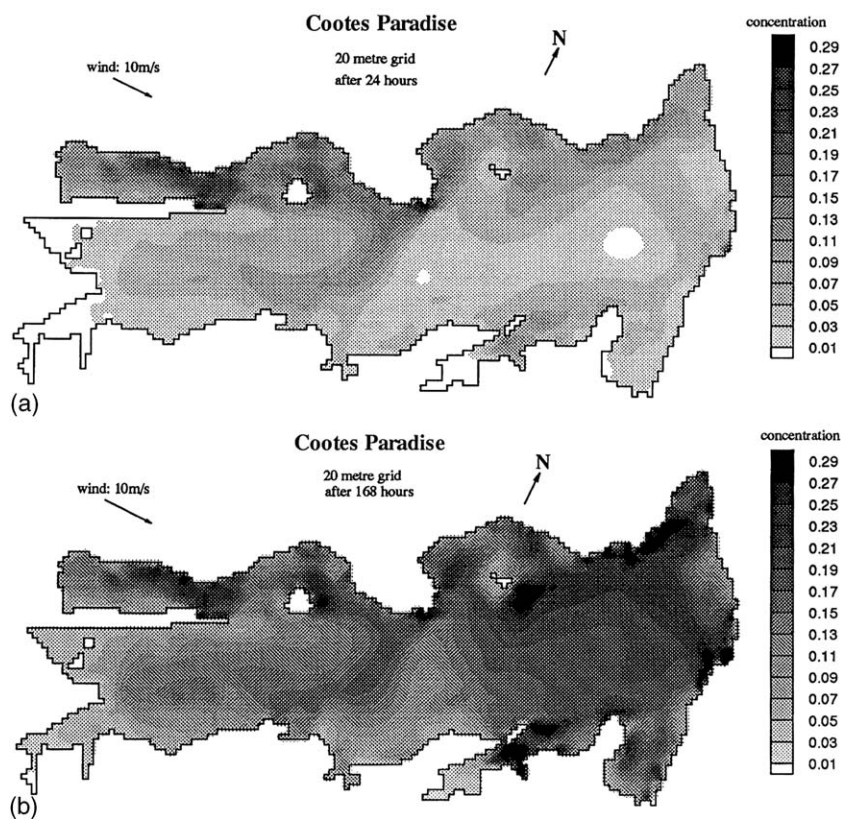 Cootes Paradise
concentration
20 metre grid
N
0.29
wind: 10m/s
after 24 hours
0.27
0.25
0.23
0.21
0.19
0.17
0.15
0.13
0.11
0.09
0.07
0.05
0.03
0.01
(a)
Cootes Paradise
concentration
20 metre grid
N
0.29
wind: 10m/s
after 168 hours
0.27
0.25
0.23
0.21
0.19
0.17
0.15
0.13
0.11
0.09
0.07
0.05
0.03
0.01
(b)